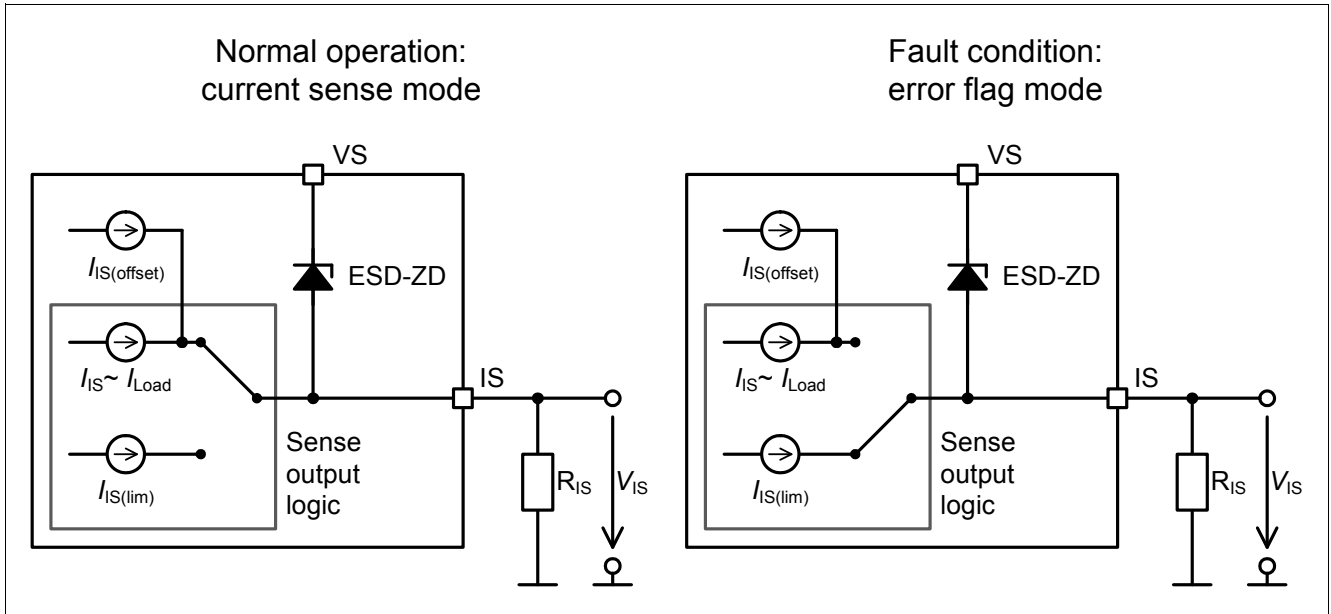 Normal operation:
current sense mode
VS
I_IS(offset)
ESD-ZD
I_IS~ I_Load
IS
I_IS(lim)
Sense
output
logic
R_IS
V_IS
Fault condition:
error flag mode
VS
I_IS(offset)
ESD-ZD
I_IS~ I_Load
IS
I_IS(lim)
Sense
output
logic
R_IS
V_IS